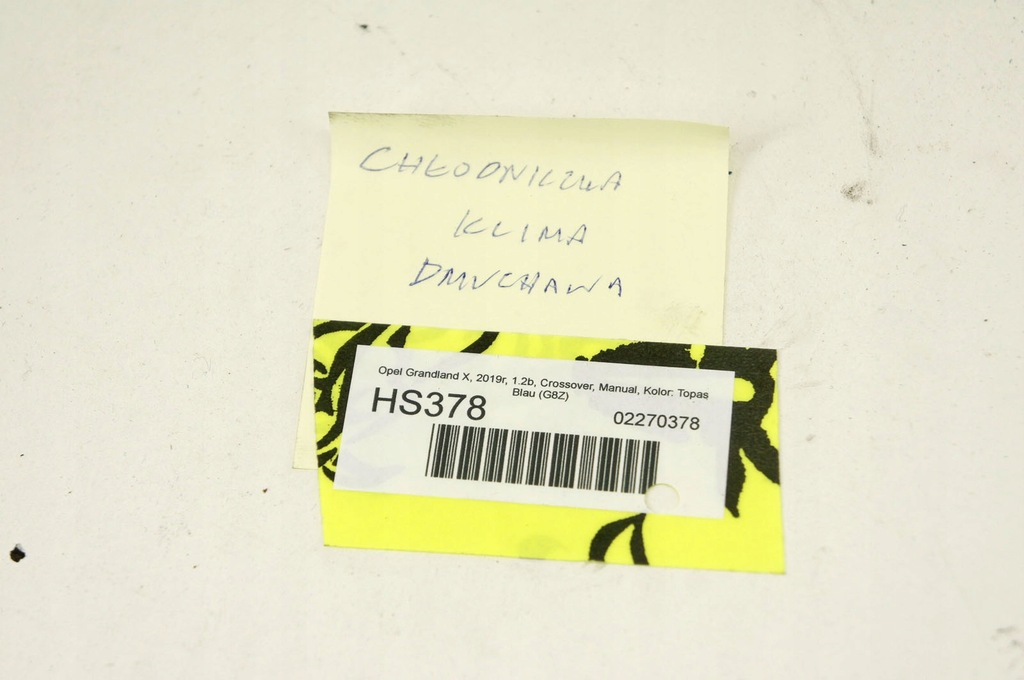 CHŁODNICZKA
KLIMA
DMUCHAWA
Opel Grandland X, 2019r, 1.2b, Crossover, Manual, Kolor: Topas
Blau (G8Z)
HS378
02270378